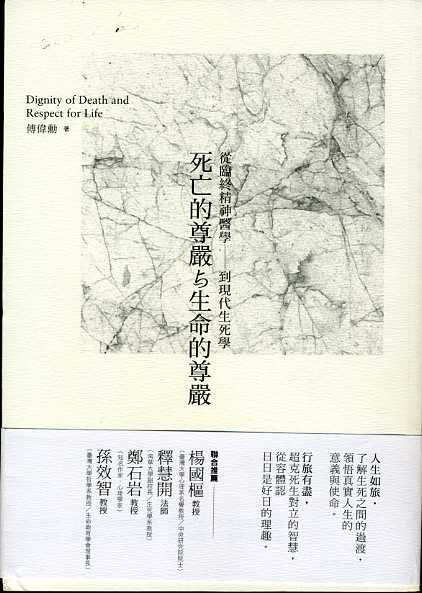 Dignity of Death and
Respect for Life
傅偉勳 著
從臨終精神醫學——到現代生死學
死亡的尊嚴与生命的尊嚴
人生如旅，
了解生死之間的過渡，
領悟真實人生的
意義與使命。
行旅有盡，
超克死生對立的智慧，
從容體認
日日是好日的理趣。
聯合推薦
楊國樞 教授
（臺灣大學心理系名譽教授／中央研究院院士）
釋慧開 法師
（南華大學副校長／生死學系教授）
鄭石岩 教授
（知名作家、心理學家）
孫效智 教授
（臺灣大學哲學系教授／生命教育學會理事長）